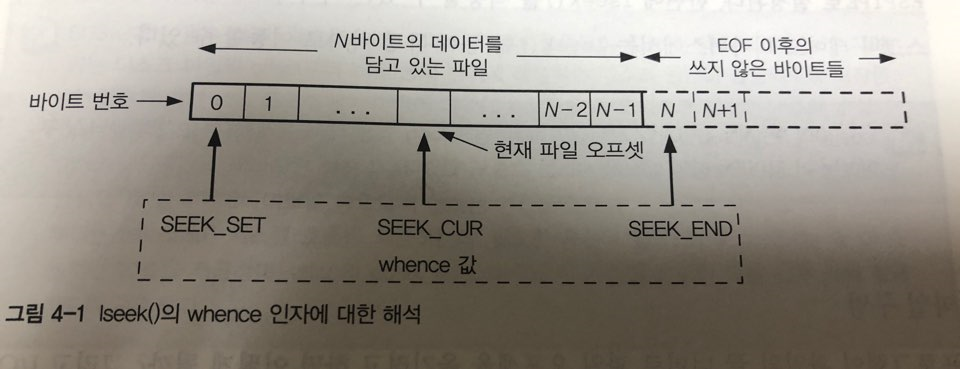 N바이트의 데이터를
담고 있는 파일
EOF 이후의
쓰지 않은 바이트들
바이트 번호
0 1 ... ... N-2 N-1 N N+1
현재 파일 오프셋
SEEK_SET SEEK_CUR SEEK_END
whence 값
그림 4-1 lseek()의 whence 인자에 대한 해석